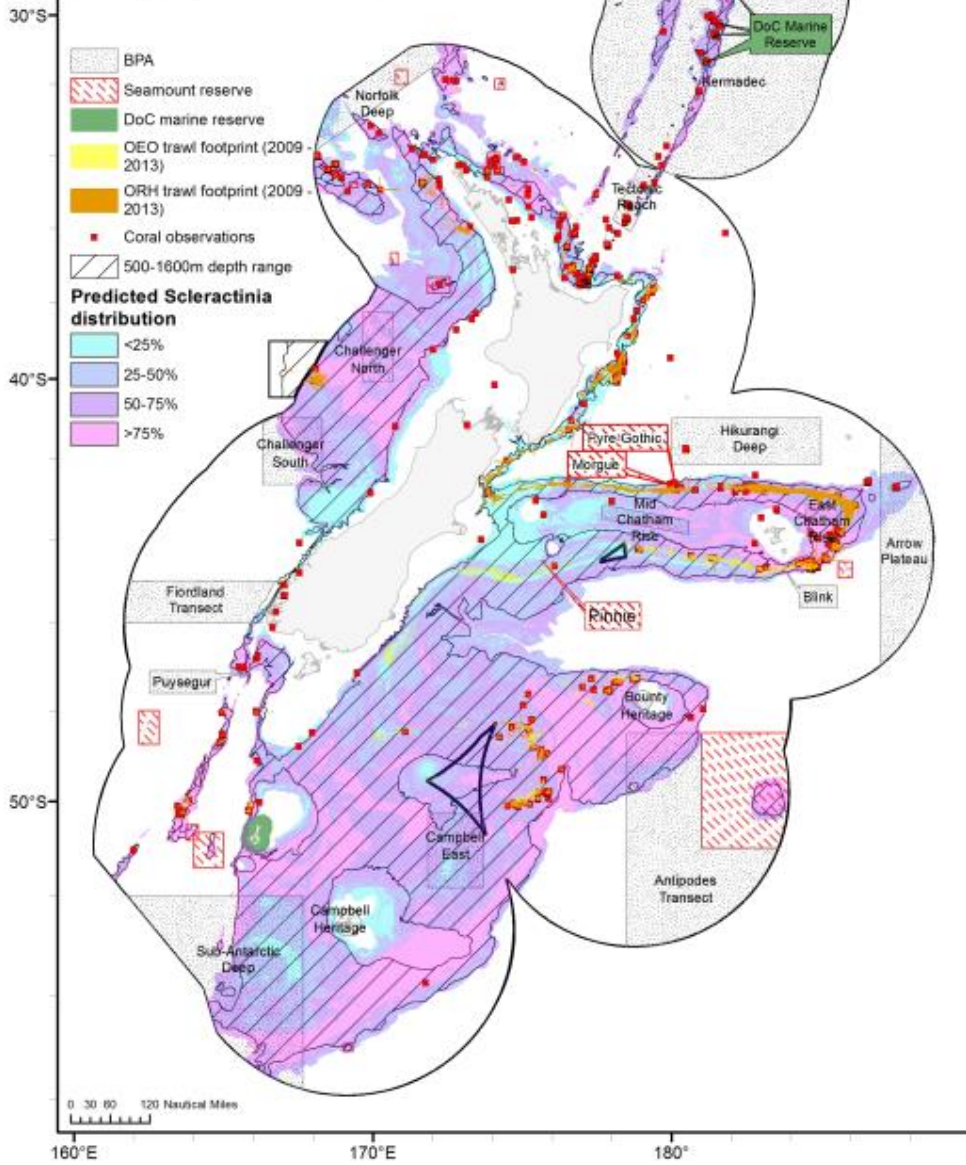 30°S
DoC Marine
Reserve
Kermadec
BPA
Seamount reserve
DoC marine reserve
OEO trawl footprint (2009 -
2013)
ORH trawl footprint (2009 -
2013)
Coral observations
500-1600m depth range
Predicted Scleractinia
distribution
<25%
25-50%
50-75%
>75%
Norfolk
Deep
Tectonic
Reach
Challenger
North
40°S
Challenger
South
Pyre Gothic
Morgue
Hikurangi
Deep
Mid
Chatham
Rise
East
Chatham
Rise
Arrow
Plateau
Fiordland
Transect
Blink
Pinnie
Puysegur
Bounty
Heritage
50°S
Campbell
East
Antipodes
Transect
Campbell
Heritage
Sub-Antarctic
Deep
0 30 60 120 Nautical Miles
160°E
170°E
180°